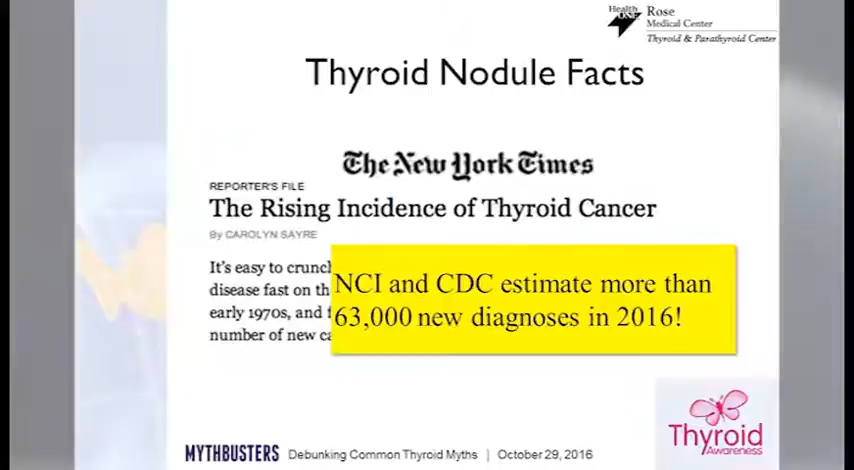 Health ONE
Rose
Medical Center
Thyroid & Parathyroid Center
Thyroid Nodule Facts
The New York Times
REPORTER'S FILE
The Rising Incidence of Thyroid Cancer
By CAROLYN SAYRE
It's easy to
disease fast on
early 1970s, and
number of new
NCI and CDC estimate more than
63,000 new diagnoses in 2016!
Thyroid
Awareness
MYTHBUSTERS Debunking Common Thyroid Myths | October 29, 2016